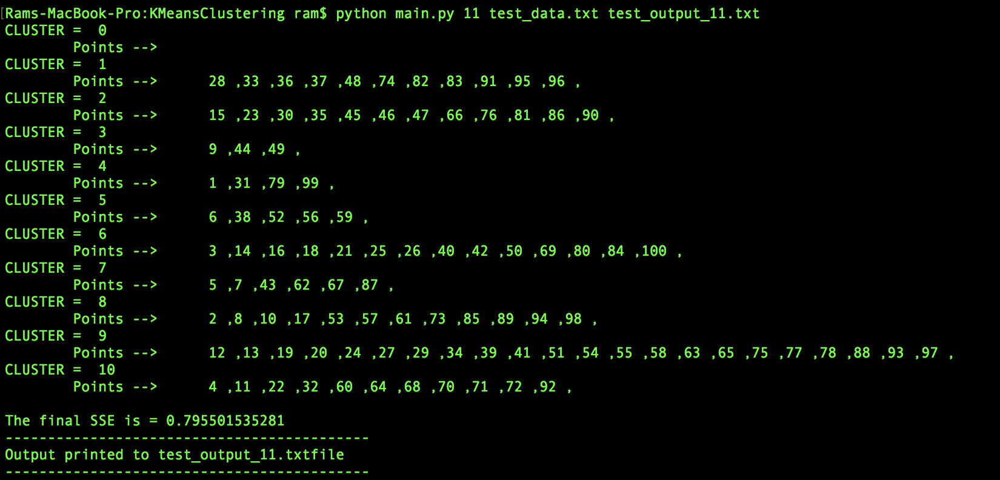 [Rams-MacBook-Pro:KMeansClustering ram$ python main.py 11 test_data.txt test_output_11.txt
CLUSTER =  0
        Points -->
CLUSTER =  1
        Points -->      28 ,33 ,36 ,37 ,48 ,74 ,82 ,83 ,91 ,95 ,96 ,
CLUSTER =  2
        Points -->      15 ,23 ,30 ,35 ,45 ,46 ,47 ,66 ,76 ,81 ,86 ,90 ,
CLUSTER =  3
        Points -->      9 ,44 ,49 ,
CLUSTER =  4
        Points -->      1 ,31 ,79 ,99 ,
CLUSTER =  5
        Points -->      6 ,38 ,52 ,56 ,59 ,
CLUSTER =  6
        Points -->      3 ,14 ,16 ,18 ,21 ,25 ,26 ,40 ,42 ,50 ,69 ,80 ,84 ,100 ,
CLUSTER =  7
        Points -->      5 ,7 ,43 ,62 ,67 ,87 ,
CLUSTER =  8
        Points -->      2 ,8 ,10 ,17 ,53 ,57 ,61 ,73 ,85 ,89 ,94 ,98 ,
CLUSTER =  9
        Points -->      12 ,13 ,19 ,20 ,24 ,27 ,29 ,34 ,39 ,41 ,51 ,54 ,55 ,58 ,63 ,65 ,75 ,77 ,78 ,88 ,93 ,97 ,
CLUSTER =  10
        Points -->      4 ,11 ,22 ,32 ,60 ,64 ,68 ,70 ,71 ,72 ,92 ,

The final SSE is = 0.795501535281
-------------------------------------------
Output printed to test_output_11.txtfile
-------------------------------------------